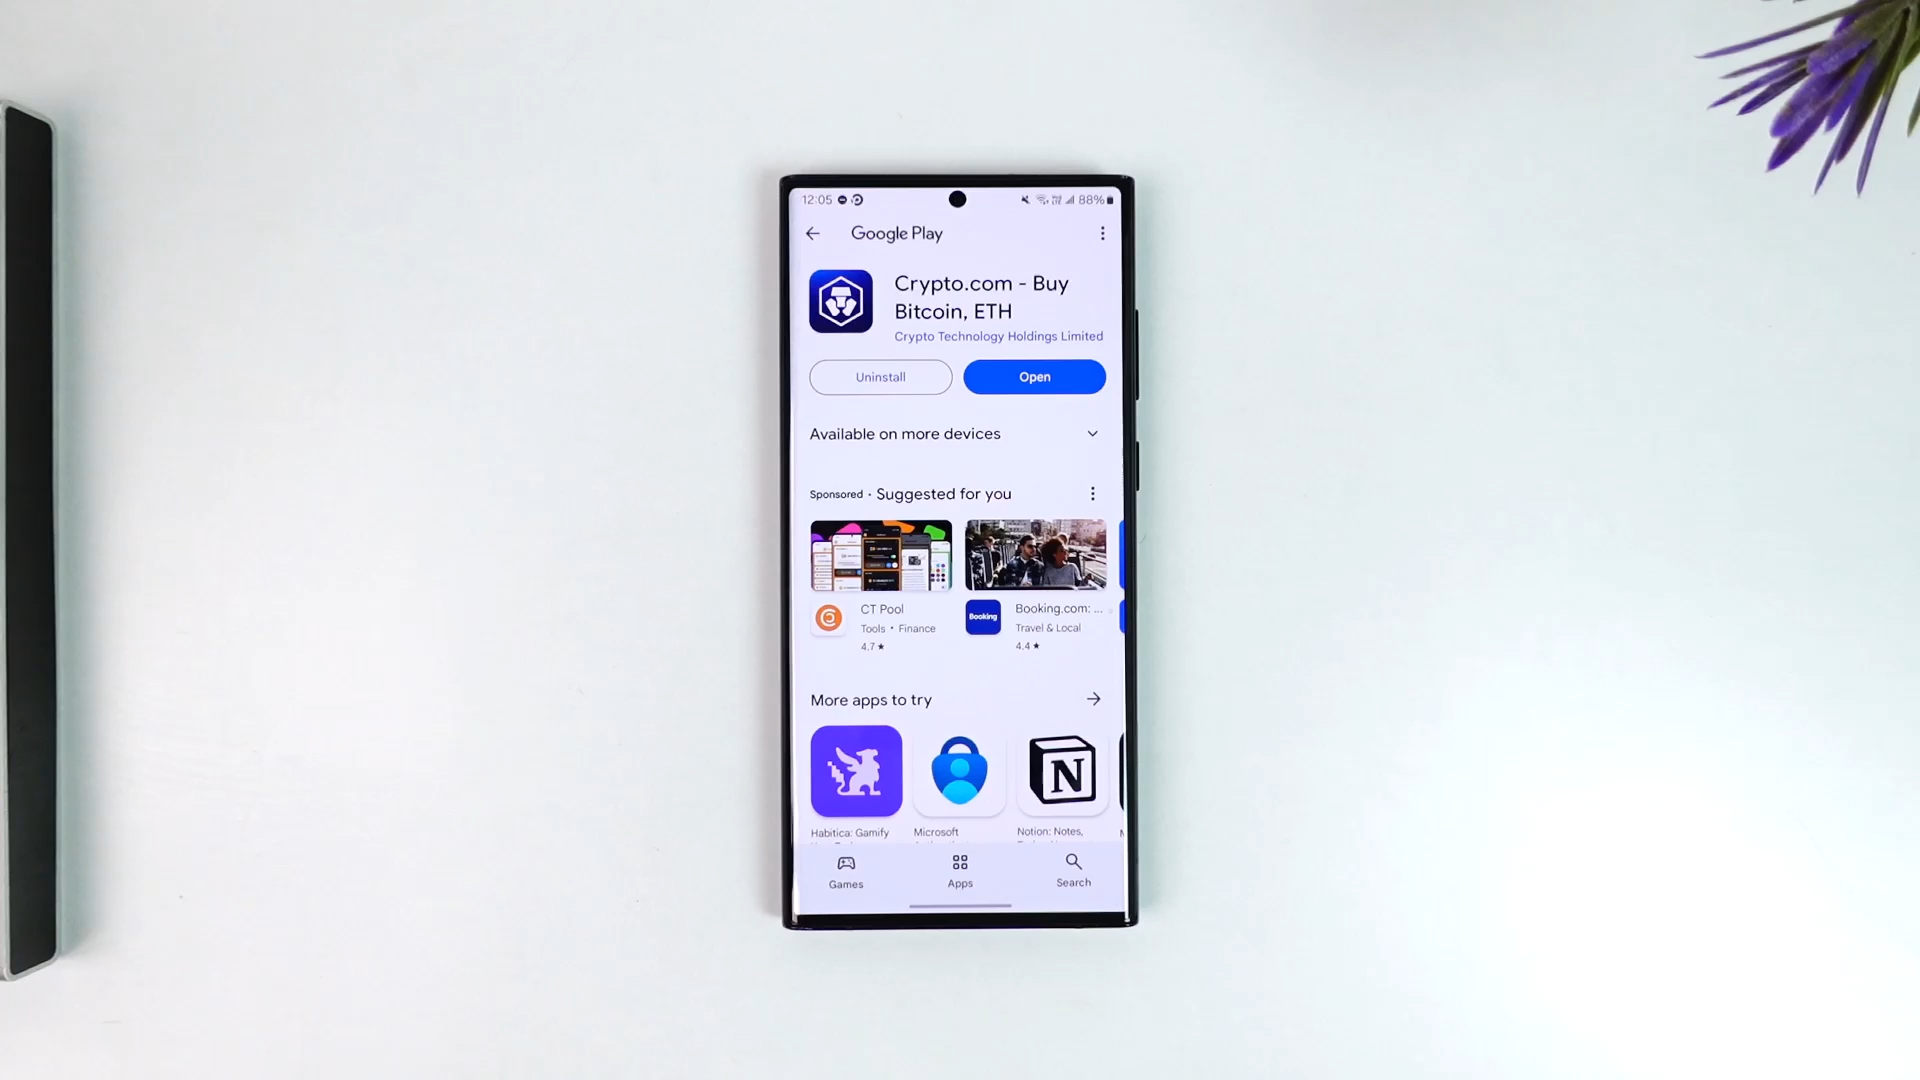 12:05
88%
Google Play
Crypto.com - Buy
Bitcoin, ETH
Crypto Technology Holdings Limited
Uninstall
Open
Available on more devices
Sponsored · Suggested for you
CT Pool
Tools • Finance
4.7 ★
Booking
Booking.com: ...
Travel & Local
4.4 ★
More apps to try
N
Habitica: Gamify
Microsoft
Notion: Notes,
Games
Apps
Search